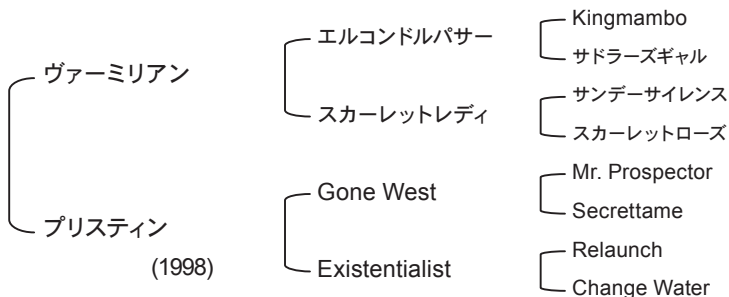 ヴァーミリアン
エルコンドルパサー
Kingmambo
サドラーズギャル
スカーレットレディ
サンデーサイレンス
スカーレットローズ
プリスティン
(1998)
Gone West
Mr. Prospector
Secrettame
Existentialist
Relaunch
Change Water